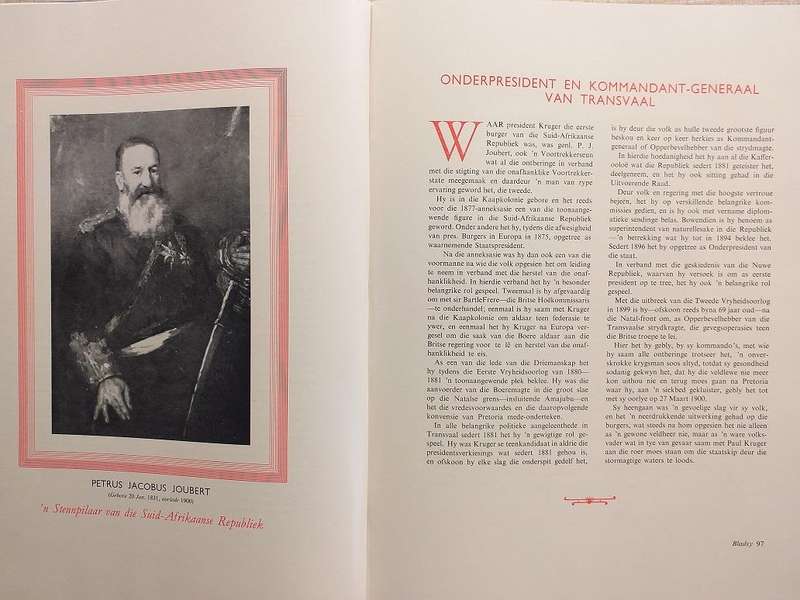 PETRUS JACOBUS JOUBERT
(Gebore 20 Jan. 1831, oorlede 1900)
'n Steunpilaar van die Suid-Afrikaanse Republiek
ONDERPRESIDENT EN KOMMANDANT-GENERAAL
VAN TRANSVAAL
WAAR president Kruger die eerste
burger van die Suid-Afrikaanse
Republiek was, was genl. P. J.
Joubert, ook 'n Voortrekkerseun
wat al die ontberinge in verband
met die stigting van die onafhanklike Voortrekker-
state meegemaak en daardeur 'n man van rype
ervaring geword het, die tweede.
Hy is in die Kaapkolonie gebore en het reeds
voor die 1877-anneksasie een van die toonaange-
wende figure in die Suid-Afrikaanse Republiek
geword. Onder andere het hy, tydens die afwesigheid
van pres. Burgers in Europa in 1875, opgetree as
waarnemende Staatspresident.
Na die anneksasie was hy dan ook een van die
voormanne na wie die volk opgesien het om leiding
te neem in verband met die herstel van die onaf-
hanklikheid. In hierdie verband het hy 'n besonder
belangrike rol gespeel. Tweemaal is hy afgevaardig
om met sir Bartle Frere—die Britse Hoëkommissaris
—te onderhandel; eenmaal is hy saam met Kruger
na die Kaapkolonie om aldaar teen federasie te
ywer, en eenmaal het hy Kruger na Europa ver-
gesel om die saak van die Boere aldaar aan die
Britse regering voor te lê en herstel van die onaf-
hanklikheid te eis.
As een van die lede van die Driemanskap het
hy tydens die Eerste Vryheidsoorlog van 1880—
1881 'n toonaangewende plek beklee. Hy was die
aanvoerder van die Boeremagte in die groot slae
op die Natalse grens—insluitende Amajuba—en
het die vredesvoorwaardes en die daaropvolgende
konvensie van Pretoria mede-onderteken.
In alle belangrike politieke aangeleenthede in
Transvaal sedert 1881 het hy 'n gewigtige rol ge-
speel. Hy was Kruger se teenkandidaat in aldrie die
presidentsverkiesings wat sedert 1881 gehou is,
en ofskoon hy elke slag die onderspit gedelf het,
is hy deur die volk as hulle tweede grootste figuur
beskou en keer op keer herkies as Kommandant-
generaal of Opperbevelhebber van die strydmagte.
In hierdie hoedanigheid het hy aan al die Kaffer-
oorloë wat die Republiek sedert 1881 geteister het,
deelgeneem, en het hy ook sitting gehad in die
Uitvoerende Raad.
Deur volk en regering met die hoogste vertroue
bejeën, het hy op verskillende belangrike kom-
missies gedien, en is hy ook met vername diplom-
atieke sendinge belas. Bowendien is hy benoem as
superintendent van naturellesake in die Republiek
—'n betrekking wat hy tot in 1894 beklee het.
Sedert 1896 het hy opgetree as Onderpresident van
die staat.
In verband met die geskiedenis van die Nuwe
Republiek, waarvan hy versoek is om as eerste
president op te tree, het hy ook 'n belangrike rol
gespeel.
Met die uitbreek van die Tweede Vryheidsoorlog
in 1899 is hy—ofskoon reeds byna 69 jaar oud—na
die Natal-front om, as Opperbevelhebber van die
Transvaalse strydkragte, die gevegsoperasies teen
die Britse troepe te lei.
Hier het hy gebly, by sy kommando's, met wie
hy saam alle ontberinge trotseer het, 'n onver-
skrokke krygsman soos altyd, totdat sy gesondheid
sodanig gekwyn het, dat hy die veldlewe nie meer
kon uithou nie en terug moes gaan na Pretoria
waar hy, aan 'n siekbed gekluister, gebly het tot
met sy oorlye op 27 Maart 1900.
Sy heengaan was 'n gevoelige slag vir sy volk,
en het 'n neerdrukkende uitwerking gehad op die
burgers, wat steeds na hom opgesien het nie alleen
as 'n gewone veldheer nie, maar as 'n ware volks-
vader wat in tye van gevaar saam met Paul Kruger
aan die roer moes staan om die staatskip deur die
stormagtige waters te loods.
Bladsy 97